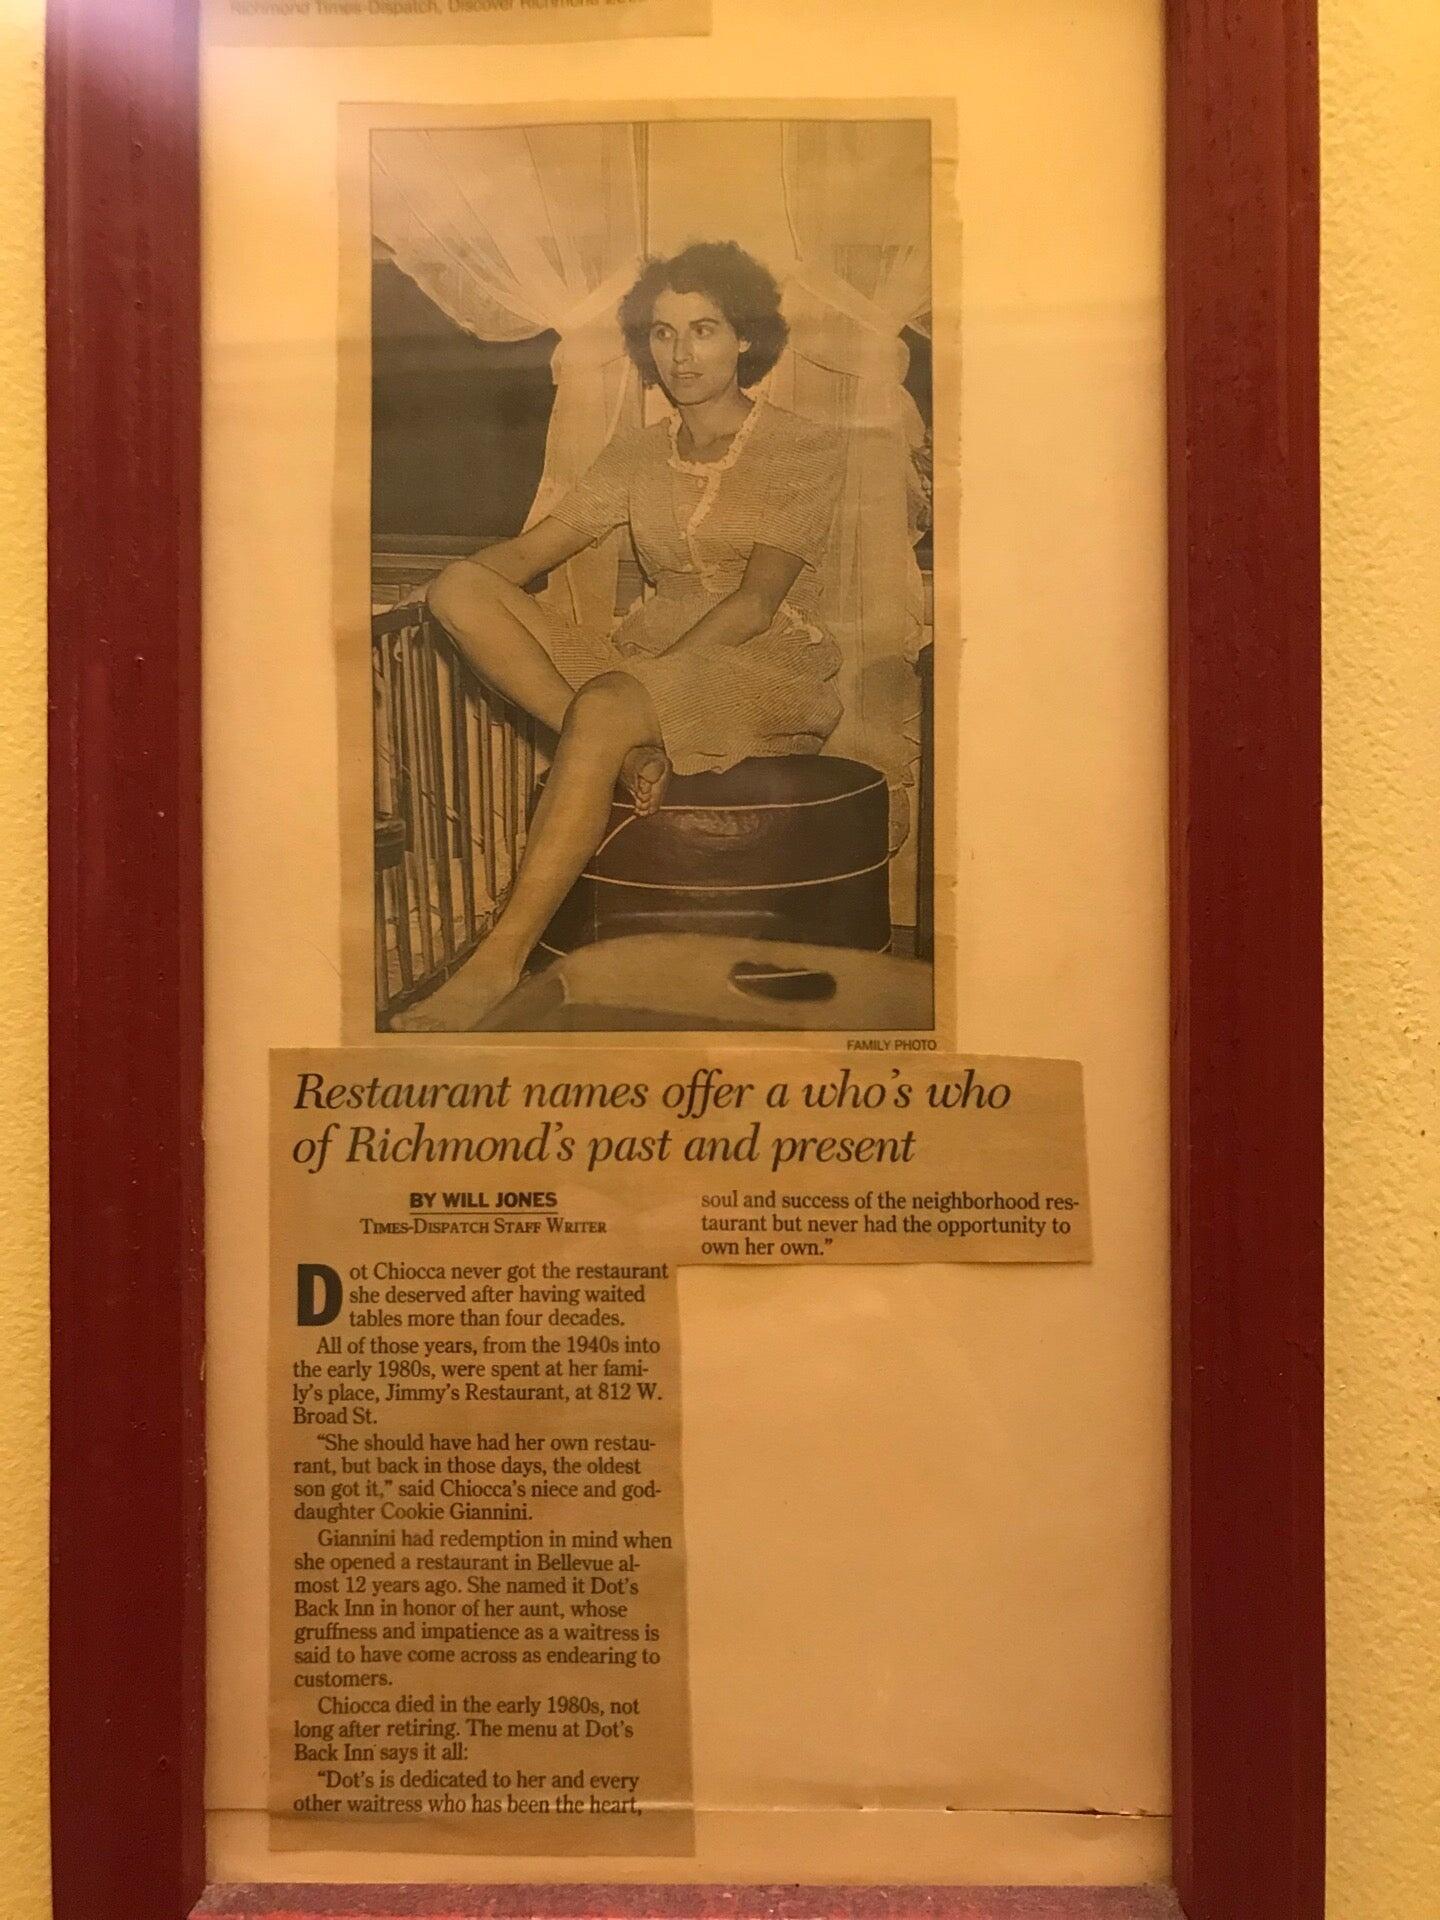 Richmond Times-Dispatch, Discover Richmond
FAMILY PHOTO
Restaurant names offer a who's who
of Richmond's past and present
BY WILL JONES
TIMES-DISPATCH STAFF WRITER
Dot Chiocca never got the restaurant
she deserved after having waited
tables more than four decades.
All of those years, from the 1940s into
the early 1980s, were spent at her fami-
ly's place, Jimmy's Restaurant, at 812 W.
Broad St.
“She should have had her own restau-
rant, but back in those days, the oldest
son got it,” said Chiocca's niece and god-
daughter Cookie Giannini.
Giannini had redemption in mind when
she opened a restaurant in Bellevue al-
most 12 years ago. She named it Dot's
Back Inn in honor of her aunt, whose
gruffness and impatience as a waitress is
said to have come across as endearing to
customers.
Chiocca died in the early 1980s, not
long after retiring. The menu at Dot's
Back Inn says it all:
“Dot's is dedicated to her and every
other waitress who has been the heart,
soul and success of the neighborhood res-
taurant but never had the opportunity to
own her own.”